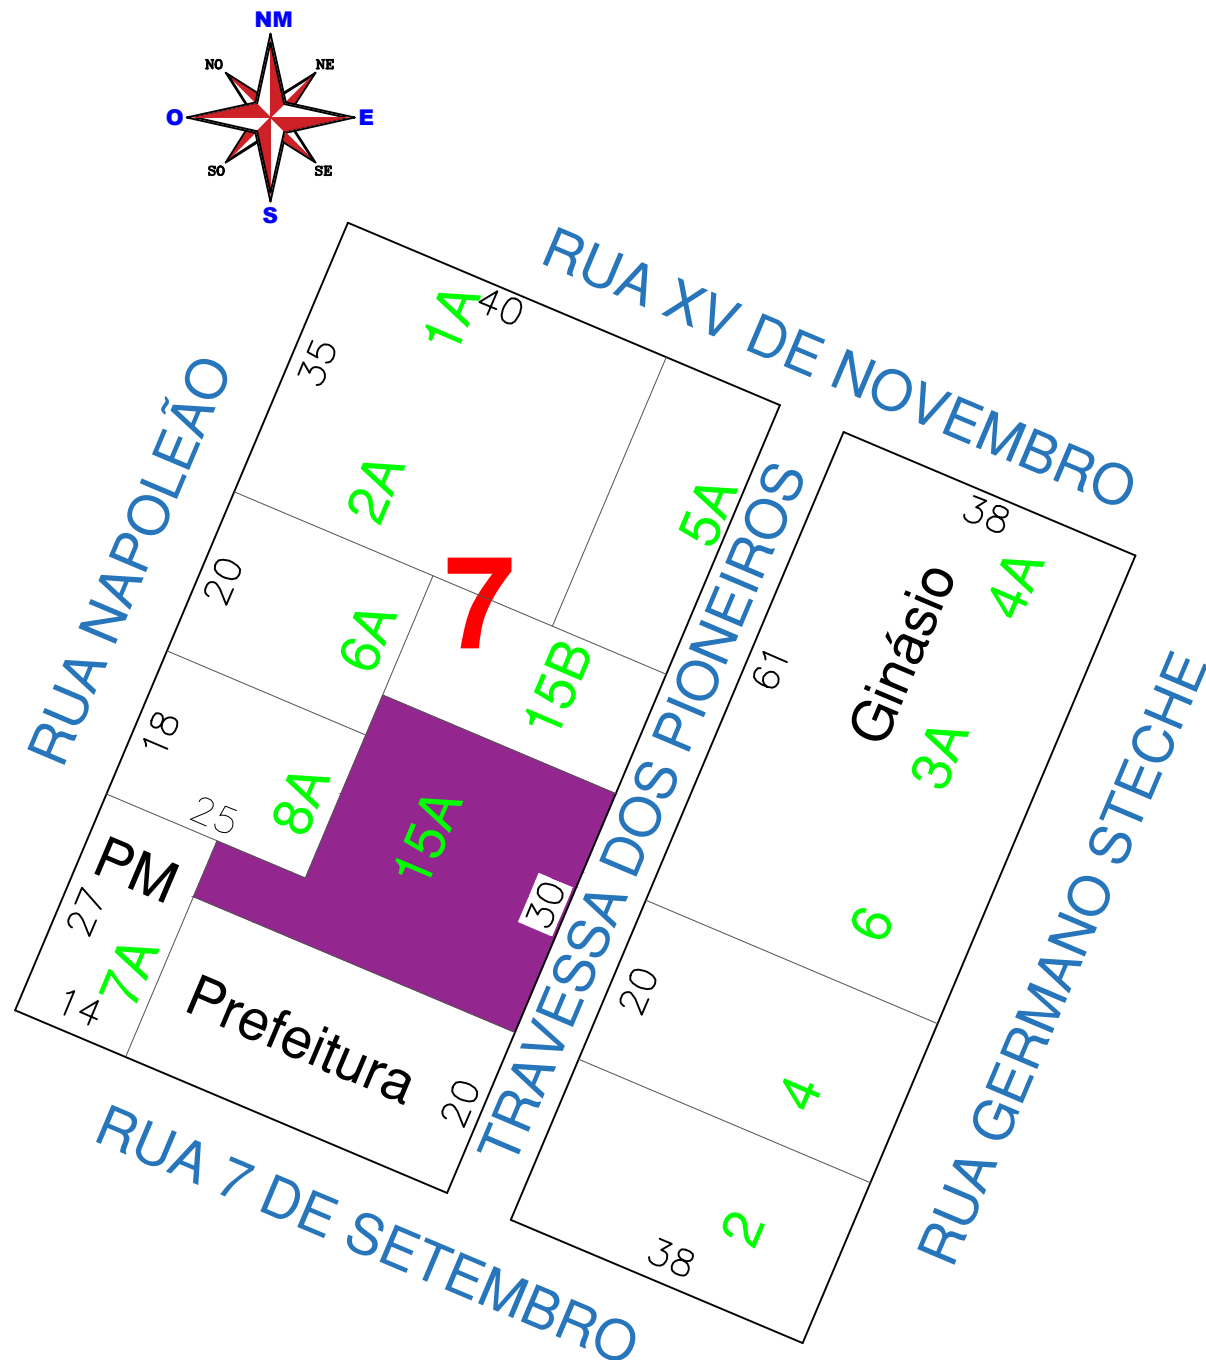 NM
NO
NE
O
E
SO
SE
S
RUA XV DE NOVEMBRO
1A
40
35
RUA NAPOLEÃO
2A
5A
7
20
6A
15B
TRAVESSA DOS PIONEIROS
38
4A
Ginásio
61
3A
6
18
25
8A
15A
30
PM
27
7A
14
Prefeitura
20
20
4
2
38
RUA GERMANO STECHE
RUA 7 DE SETEMBRO